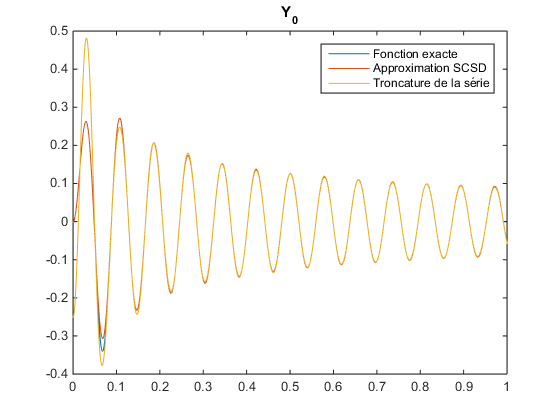 Y0
Fonction exacte
Approximation SCSD
Troncature de la série
0.5
0.4
0.3
0.2
0.1
0
-0.1
-0.2
-0.3
-0.4
0 0.1 0.2 0.3 0.4 0.5 0.6 0.7 0.8 0.9 1